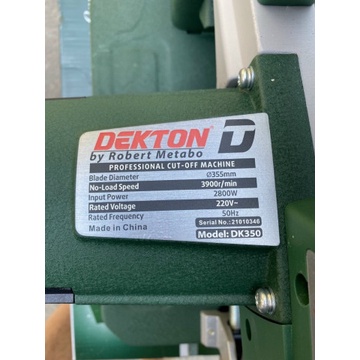 DEKTON D
by Robert Metabo
PROFESSIONAL CUT-OFF MACHINE
Blade Diameter Ø355mm
No-Load Speed 3900r/min
Input Power 2800W
Rated Voltage 220V~
Rated Frequency 50Hz
Serial No.: 21010346
Made in China Model: DK350